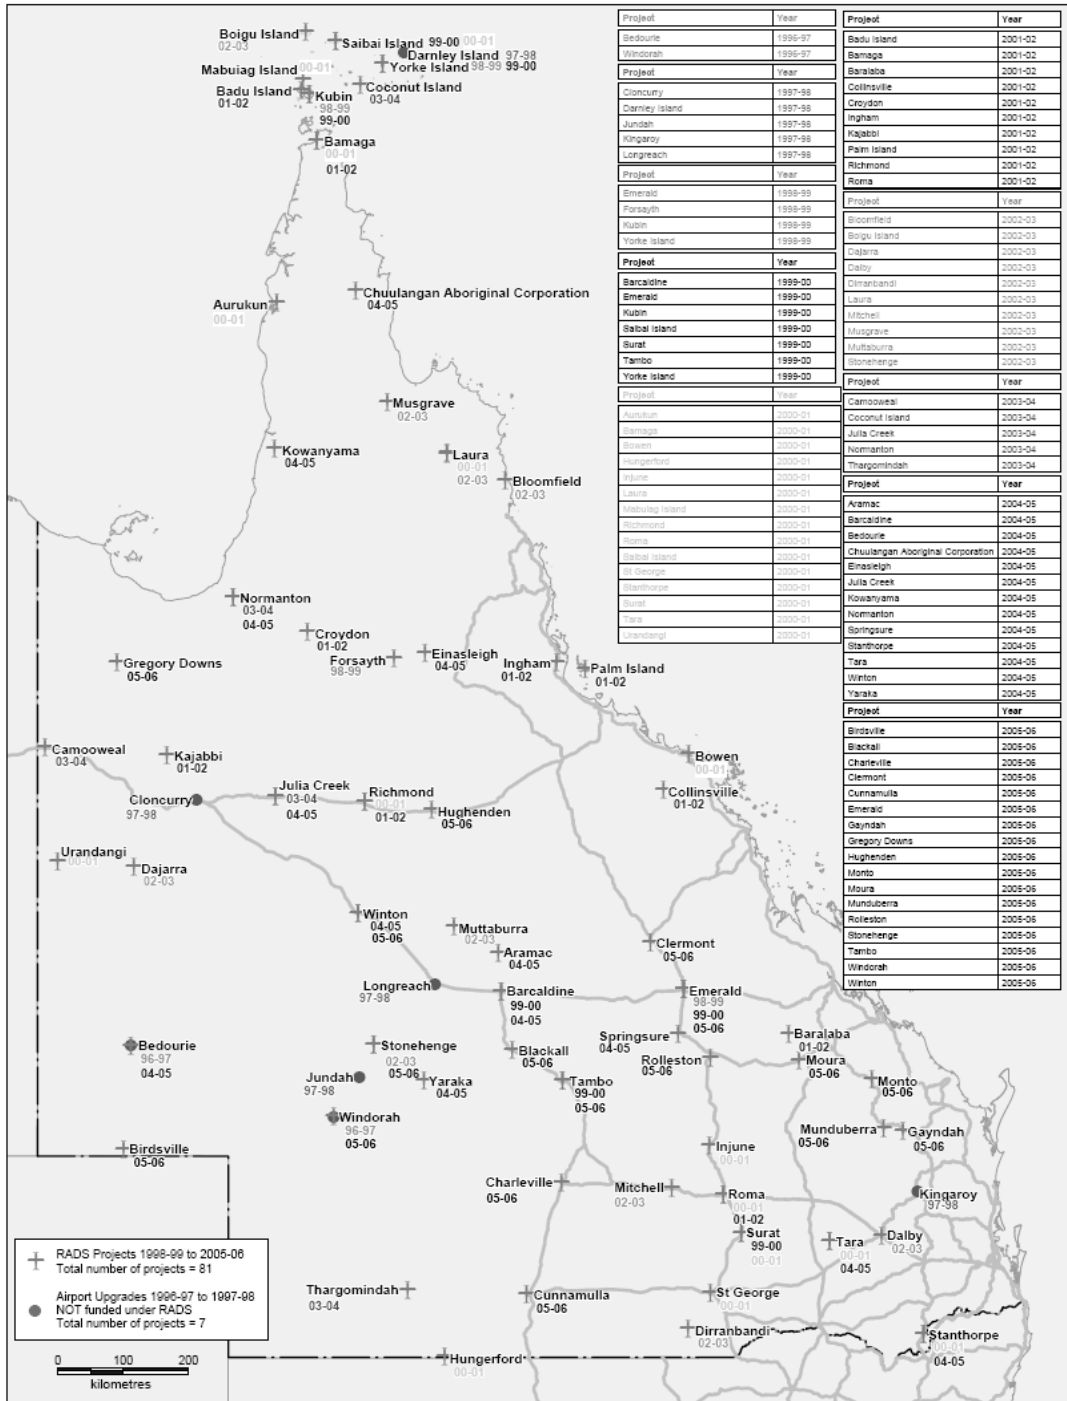 Boigu Island
02-03
Saibai Island 99-00 00-01
Darnley Island 97-98
Yorke Island 98-99 99-00
Mabuiag Island
00-01
Badu Island
01-02
Kubin
98-99
99-00
Coconut Island
03-04
Bamaga
00-01
01-02
Aurukun
00-01
Chuulangan Aboriginal Corporation
04-05
Musgrave
02-03
Kowanyama
04-05
Laura
00-01
02-03
Bloomfield
02-03
Normanton
03-04
04-05
Croydon
01-02
Forsayth
98-99
Einasleigh
04-05
Ingham
01-02
Palm Island
01-02
Gregory Downs
05-06
Camooweal
03-04
Kajabbi
01-02
Bowen
00-01
Cloncurry
97-98
Julia Creek
03-04
04-05
Richmond
00-01
01-02
Hughenden
05-06
Collinsville
01-02
Urandangi
00-01
Dajarra
02-03
Winton
04-05
05-06
Muttaburra
02-03
Aramac
04-05
Clermont
05-06
Longreach
97-98
Barcaldine
99-00
04-05
Emerald
98-99
99-00
05-06
Bedourie
96-97
04-05
Stonehenge
02-03
05-06
Blackall
05-06
Springsure
04-05
Rolleston
05-06
Baralaba
01-02
Moura
05-06
Jundah
97-98
Yaraka
04-05
Tambo
99-00
05-06
Monto
05-06
Windorah
96-97
05-06
Munduberra
05-06
Gayndah
05-06
Birdsville
05-06
Injune
00-01
Charleville
05-06
Mitchell
02-03
Roma
00-01
01-02
Kingaroy
97-98
Surat
99-00
00-01
Tara
00-01
04-05
Dalby
02-03
Thargomindah
03-04
Cunnamulla
05-06
St George
00-01
Dirranbandi
02-03
Stanthorpe
00-01
04-05
Hungerford
00-01
RADS Projects 1998-99 to 2005-06
Total number of projects = 81
Airport Upgrades 1996-97 to 1997-98
NOT funded under RADS
Total number of projects = 7
0 100 200
kilometres
Project Year
Bedourie 1996-97
Windorah 1996-97
Project Year
Cloncurry 1997-98
Darnley Island 1997-98
Jundah 1997-98
Kingaroy 1997-98
Longreach 1997-98
Project Year
Emerald 1998-99
Forsayth 1998-99
Kubin 1998-99
Yorke Island 1998-99
Project Year
Barcaldine 1999-00
Emerald 1999-00
Kubin 1999-00
Saibai Island 1999-00
Surat 1999-00
Tambo 1999-00
Yorke Island 1999-00
Project Year
Aurukun 2000-01
Bamaga 2000-01
Bowen 2000-01
Hungerford 2000-01
Injune 2000-01
Laura 2000-01
Mabuiag Island 2000-01
Richmond 2000-01
Roma 2000-01
Saibai Island 2000-01
St George 2000-01
Stanthorpe 2000-01
Surat 2000-01
Tara 2000-01
Urandangi 2000-01
Project Year
Badu Island 2001-02
Bamaga 2001-02
Baralaba 2001-02
Collinsville 2001-02
Croydon 2001-02
Ingham 2001-02
Kajabbi 2001-02
Palm Island 2001-02
Richmond 2001-02
Roma 2001-02
Project Year
Bloomfield 2002-03
Boigu Island 2002-03
Dajarra 2002-03
Dalby 2002-03
Dirranbandi 2002-03
Laura 2002-03
Mitchell 2002-03
Musgrave 2002-03
Muttaburra 2002-03
Stonehenge 2002-03
Project Year
Camooweal 2003-04
Coconut Island 2003-04
Julia Creek 2003-04
Normanton 2003-04
Thargomindah 2003-04
Project Year
Aramac 2004-05
Barcaldine 2004-05
Bedourie 2004-05
Chuulangan Aboriginal Corporation 2004-05
Einasleigh 2004-05
Julia Creek 2004-05
Kowanyama 2004-05
Normanton 2004-05
Springsure 2004-05
Stanthorpe 2004-05
Tara 2004-05
Winton 2004-05
Yaraka 2004-05
Project Year
Birdsville 2005-06
Blackall 2005-06
Charleville 2005-06
Clermont 2005-06
Cunnamulla 2005-06
Emerald 2005-06
Gayndah 2005-06
Gregory Downs 2005-06
Hughenden 2005-06
Monto 2005-06
Moura 2005-06
Munduberra 2005-06
Rolleston 2005-06
Stonehenge 2005-06
Tambo 2005-06
Windorah 2005-06
Winton 2005-06